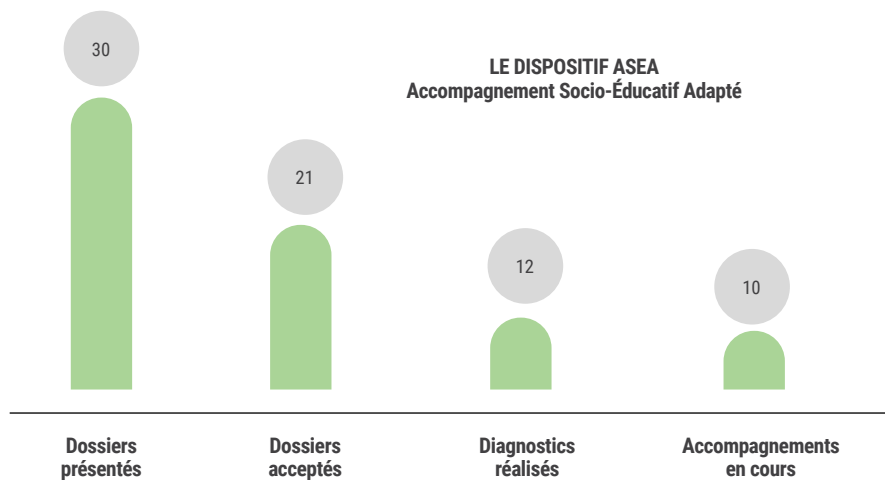 LE DISPOSITIF ASEA
Accompagnement Socio-Éducatif Adapté
30
21
12
10
Dossiers
présentés
Dossiers
acceptés
Diagnostics
réalisés
Accompagnements
en cours